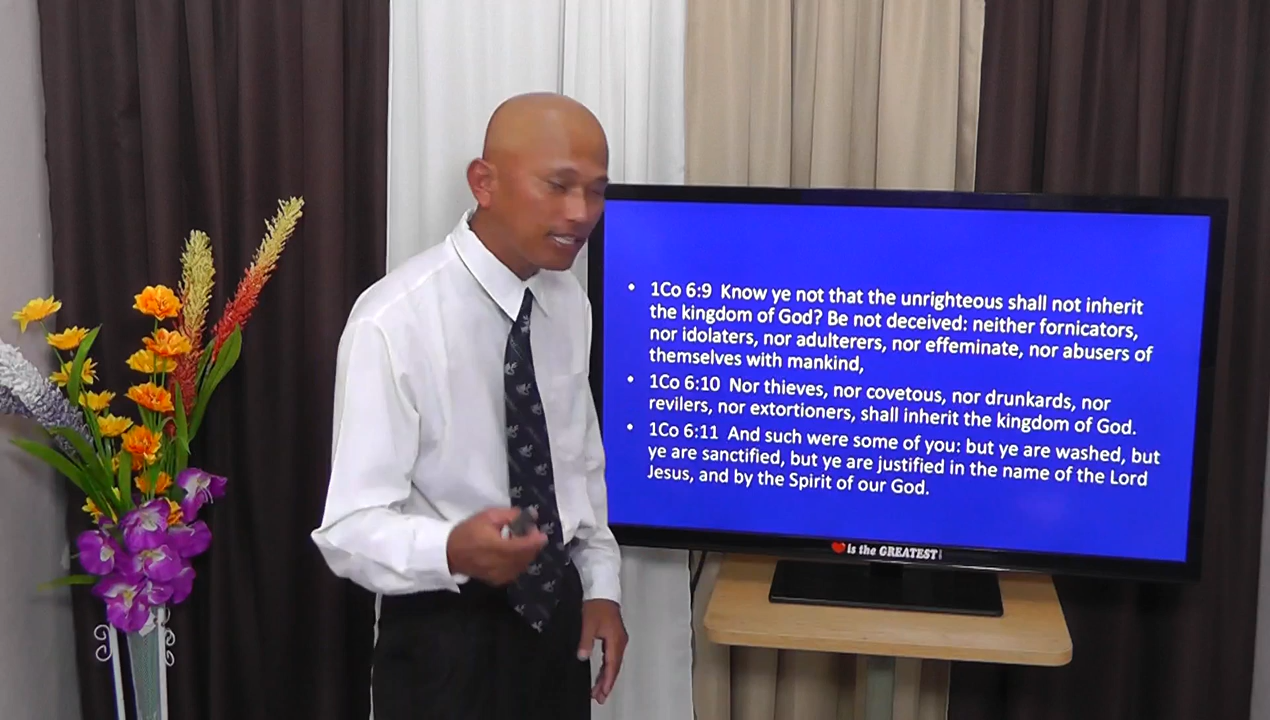 • 1Co 6:9 Know ye not that the unrighteous shall not inherit
the kingdom of God? Be not deceived: neither fornicators,
nor idolaters, nor adulterers, nor effeminate, nor abusers of
themselves with mankind,
• 1Co 6:10 Nor thieves, nor covetous, nor drunkards, nor
revilers, nor extortioners, shall inherit the kingdom of God.
• 1Co 6:11 And such were some of you: but ye are washed, but
ye are sanctified, but ye are justified in the name of the Lord
Jesus, and by the Spirit of our God.
❤ is the GREATEST!